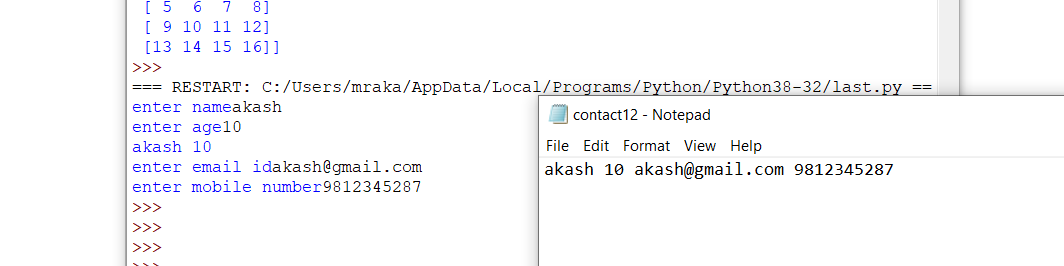 [ 5  6  7  8]
[ 9 10 11 12]
[13 14 15 16]]
>>>
=== RESTART: C:/Users/mraka/AppData/Local/Programs/Python/Python38-32/last.py ==
enter nameakash
enter age10
akash 10
enter email idakash@gmail.com
enter mobile number9812345287
>>>
>>>
>>>
>>>
contact12 - Notepad
File Edit Format View Help
akash 10 akash@gmail.com 9812345287